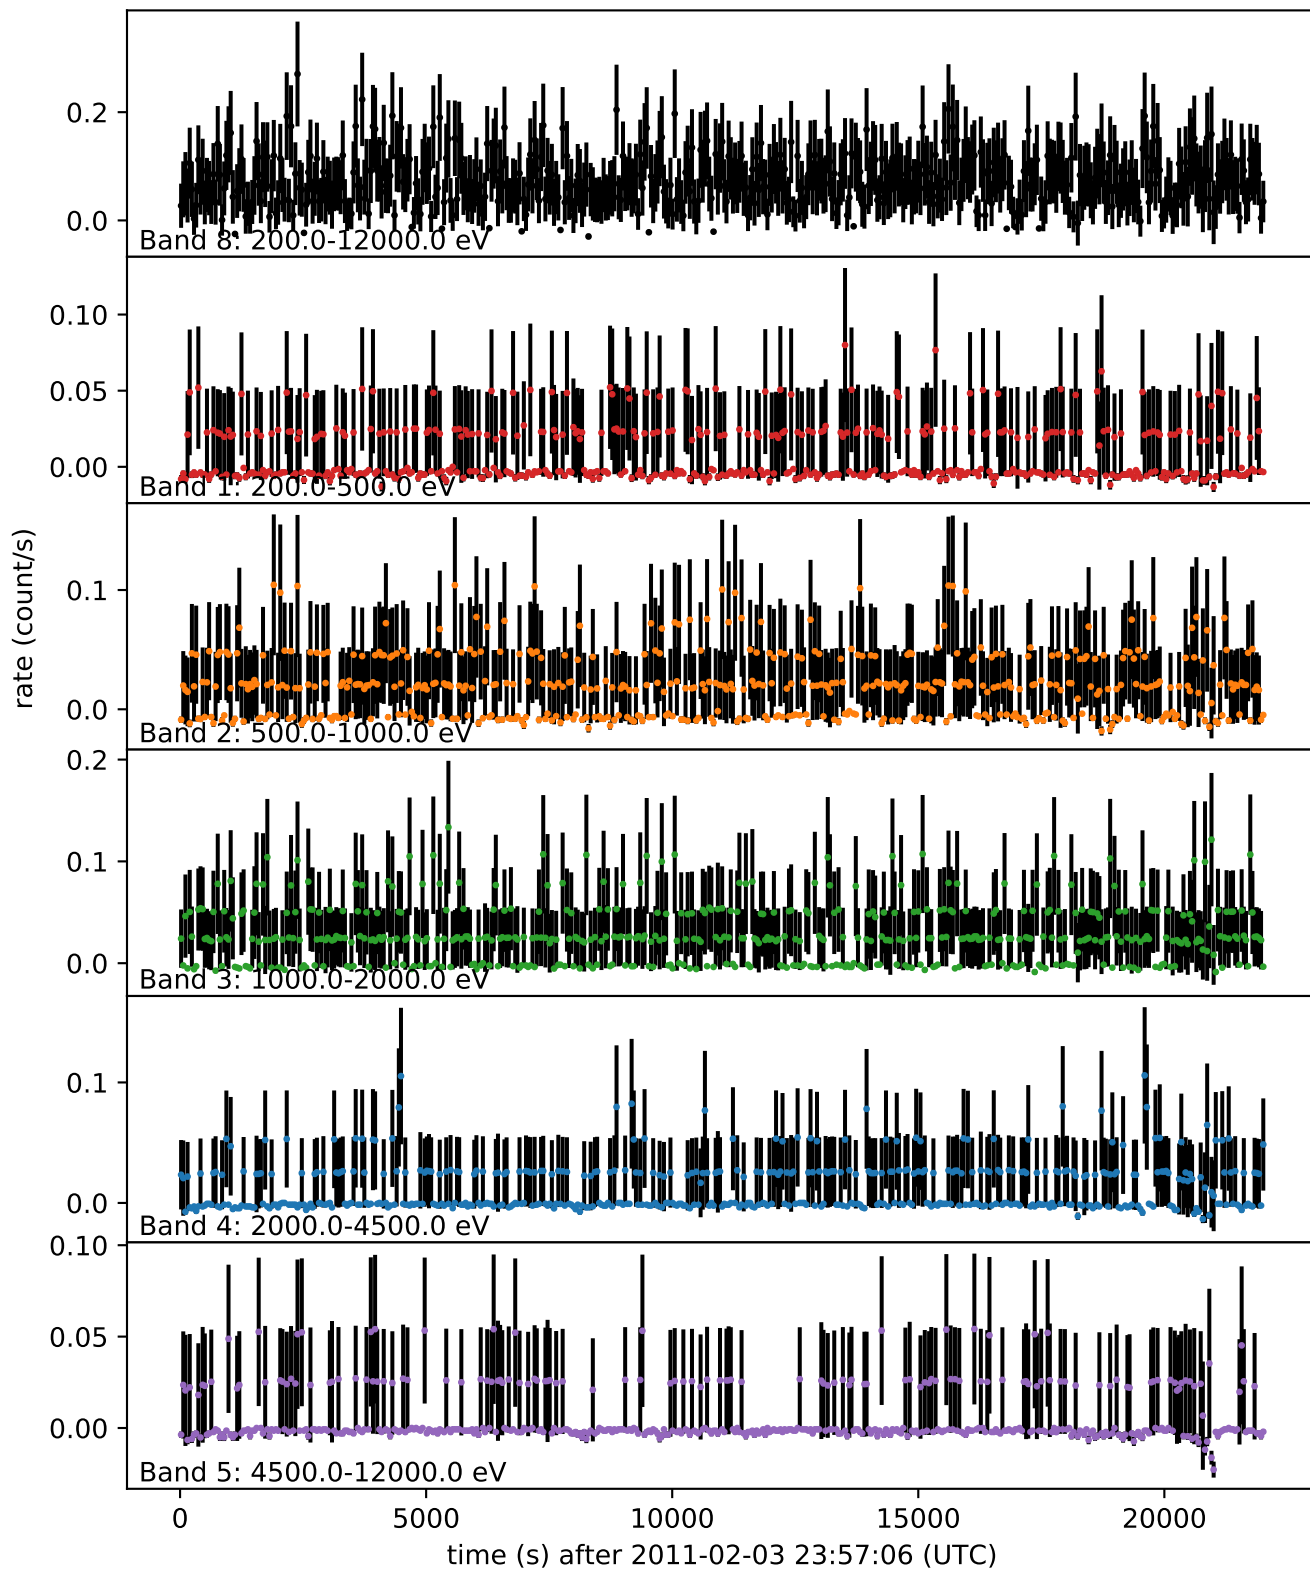 0.2
0.0
Band 8: 200.0-12000.0 eV
0.10
0.05
0.00
Band 1: 200.0-500.0 eV
rate (count/s)
0.1
0.0
Band 2: 500.0-1000.0 eV
0.2
0.1
0.0
Band 3: 1000.0-2000.0 eV
0.1
0.0
Band 4: 2000.0-4500.0 eV
0.10
0.05
0.00
Band 5: 4500.0-12000.0 eV
0 5000 10000 15000 20000
time (s) after 2011-02-03 23:57:06 (UTC)